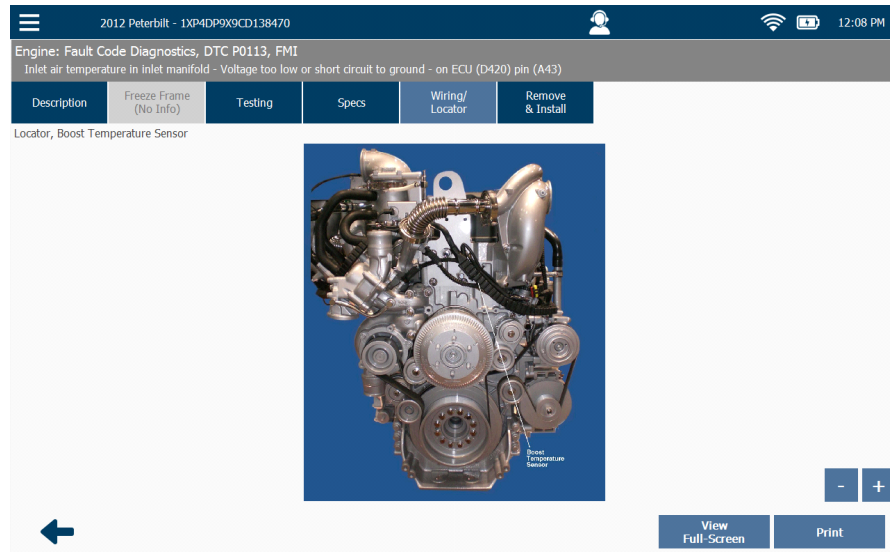 2012 Peterbilt - 1XP4DP9X9CD138470
12:08 PM
Engine: Fault Code Diagnostics, DTC P0113, FMI
Inlet air temperature in inlet manifold - Voltage too low or short circuit to ground - on ECU (D420) pin (A43)
Description
Freeze Frame
(No Info)
Testing
Specs
Wiring/
Locator
Remove
& Install
Locator, Boost Temperature Sensor
Boost
Temperature
Sensor
- +
View
Full-Screen
Print